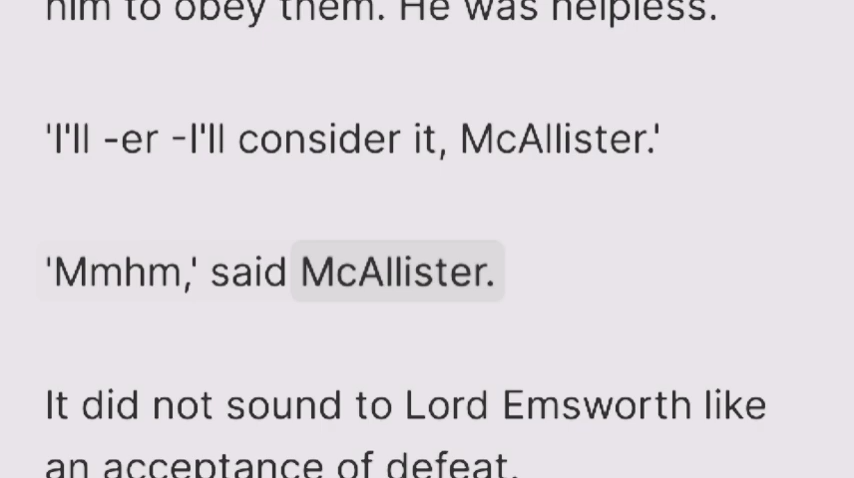 him to obey them. He was helpless.
'I'll -er -I'll consider it, McAllister.'
'Mmhm,' said McAllister.
It did not sound to Lord Emsworth like
an acceptance of defeat.